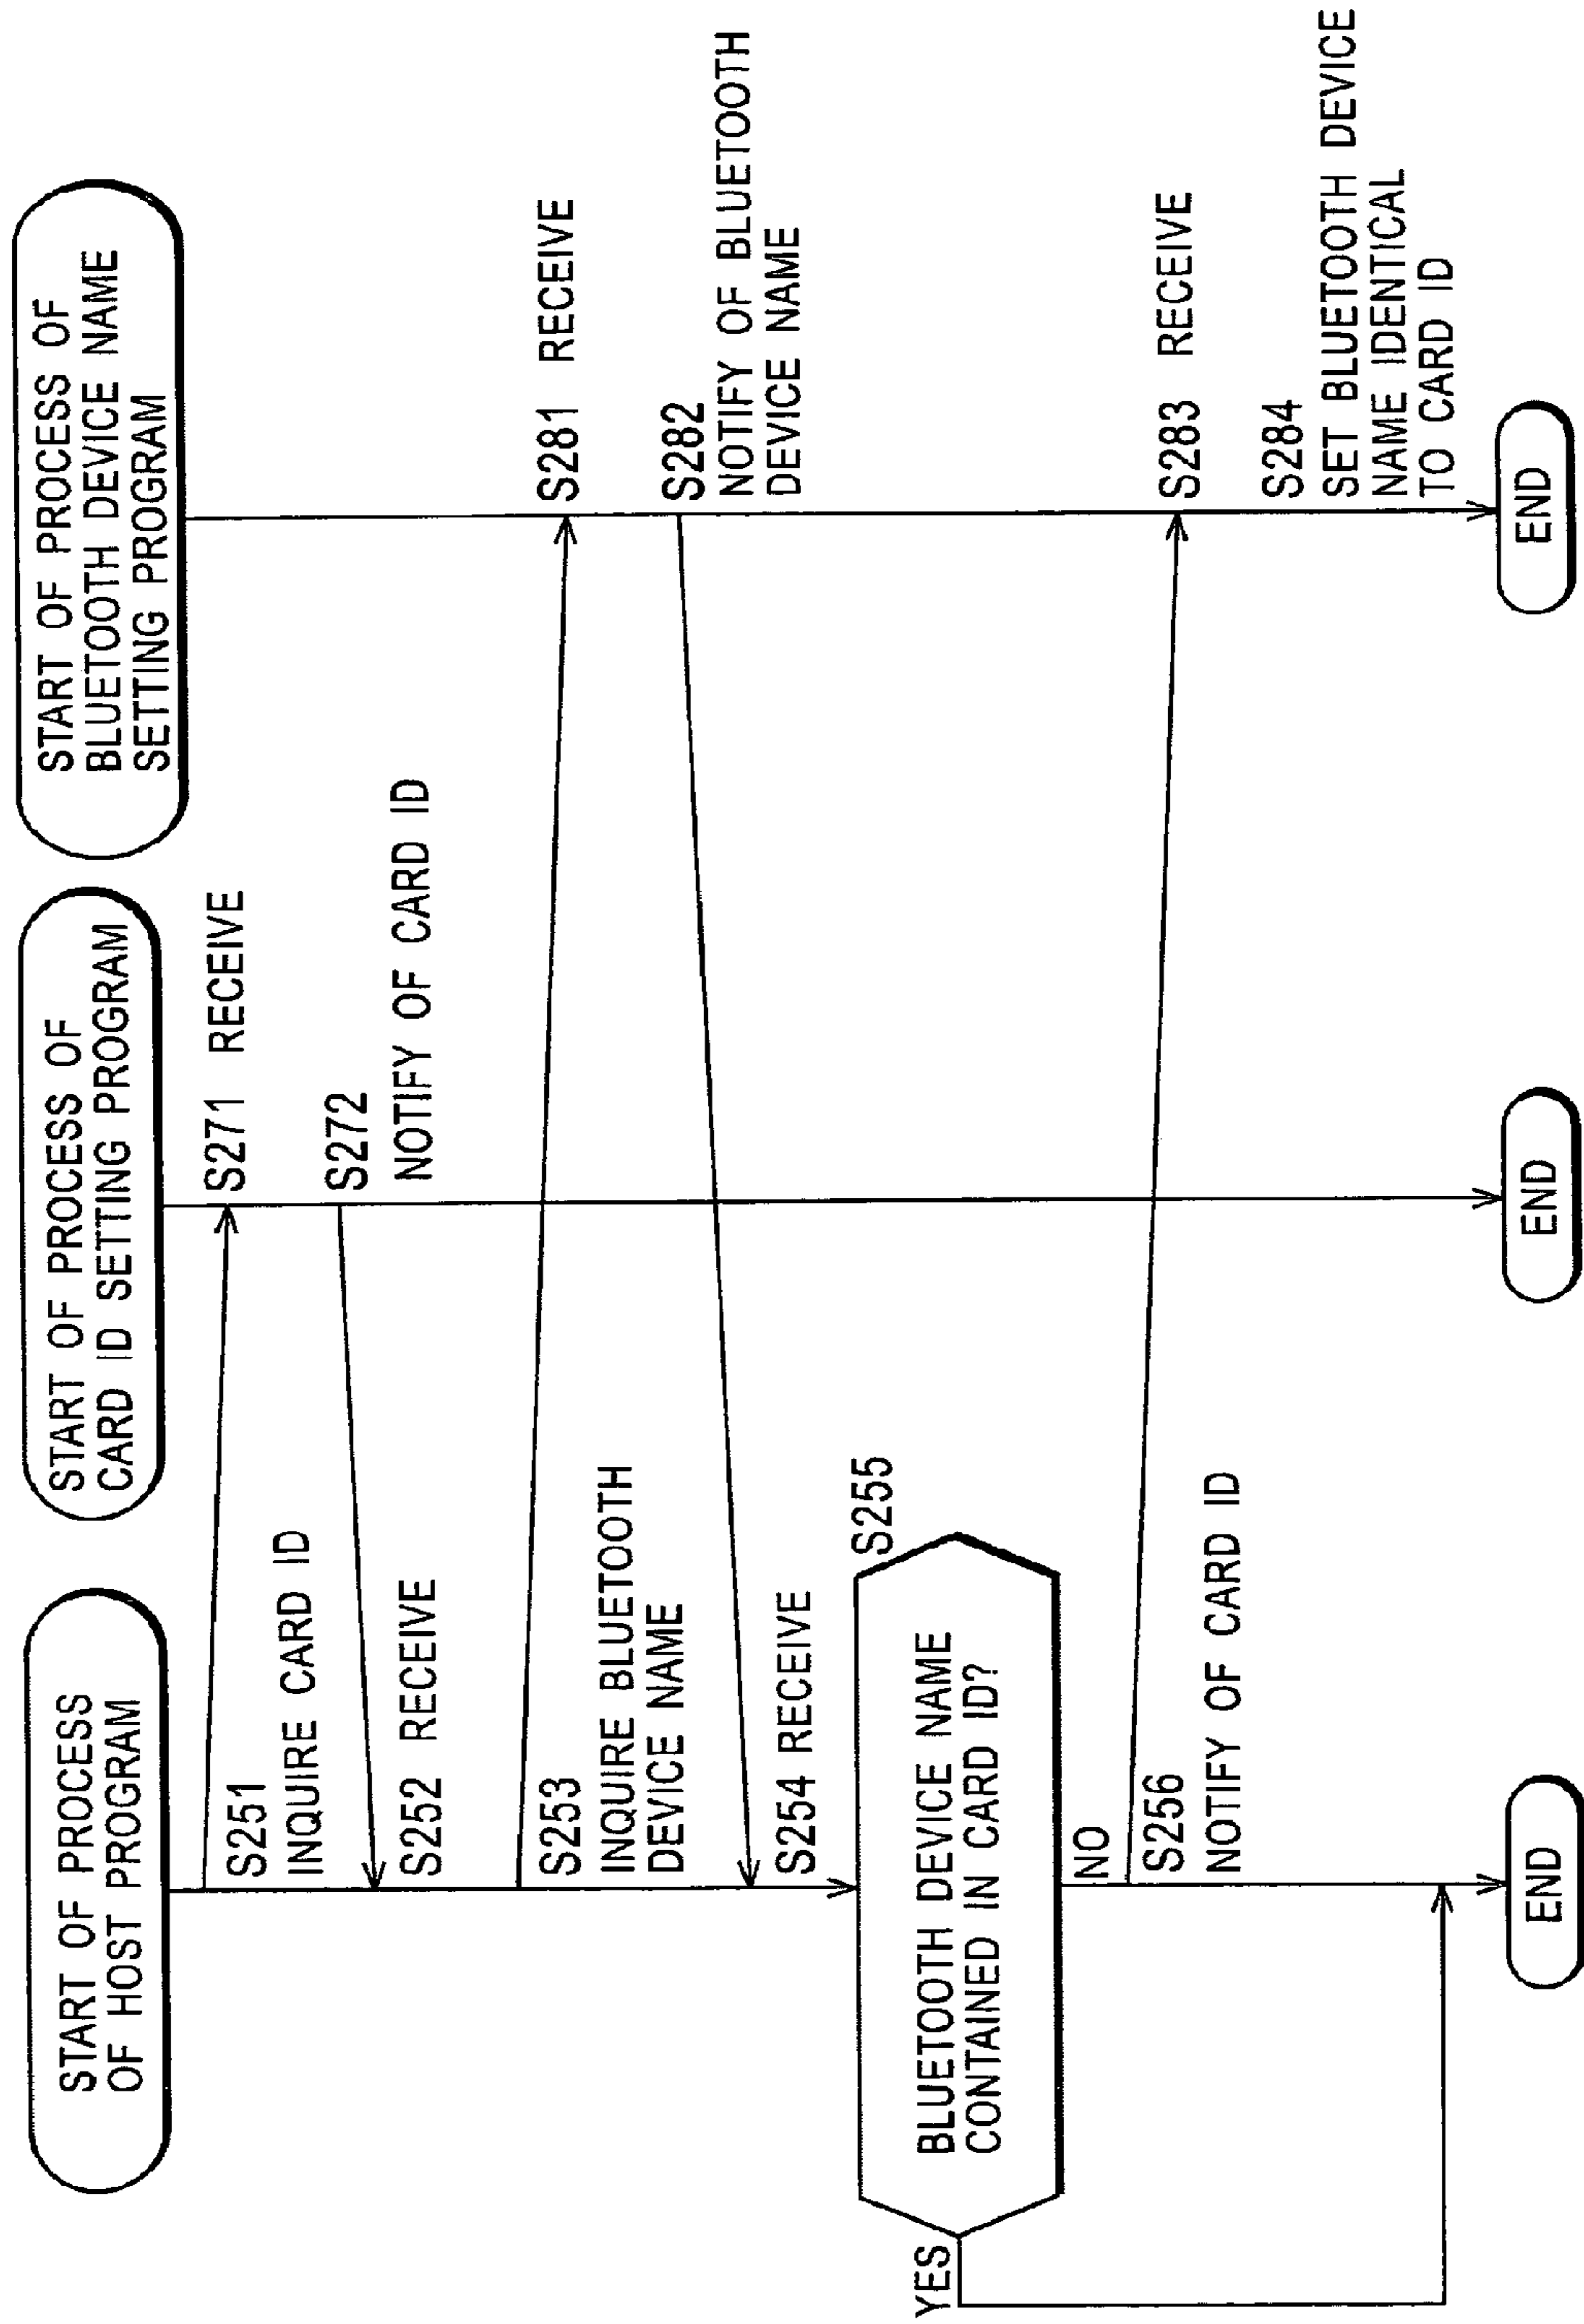 START OF PROCESS
OF HOST PROGRAM
START OF PROCESS OF
CARD ID SETTING PROGRAM
START OF PROCESS OF
BLUETOOTH DEVICE NAME
SETTING PROGRAM
S251
INQUIRE CARD ID
S271 RECEIVE
S272
NOTIFY OF CARD ID
S252 RECEIVE
S253
INQUIRE BLUETOOTH
DEVICE NAME
S281 RECEIVE
S282
NOTIFY OF BLUETOOTH
DEVICE NAME
S254 RECEIVE
S255
BLUETOOTH DEVICE NAME
CONTAINED IN CARD ID?
YES
NO
S256
NOTIFY OF CARD ID
S283 RECEIVE
S284
SET BLUETOOTH DEVICE
NAME IDENTICAL
TO CARD ID
END
END
END